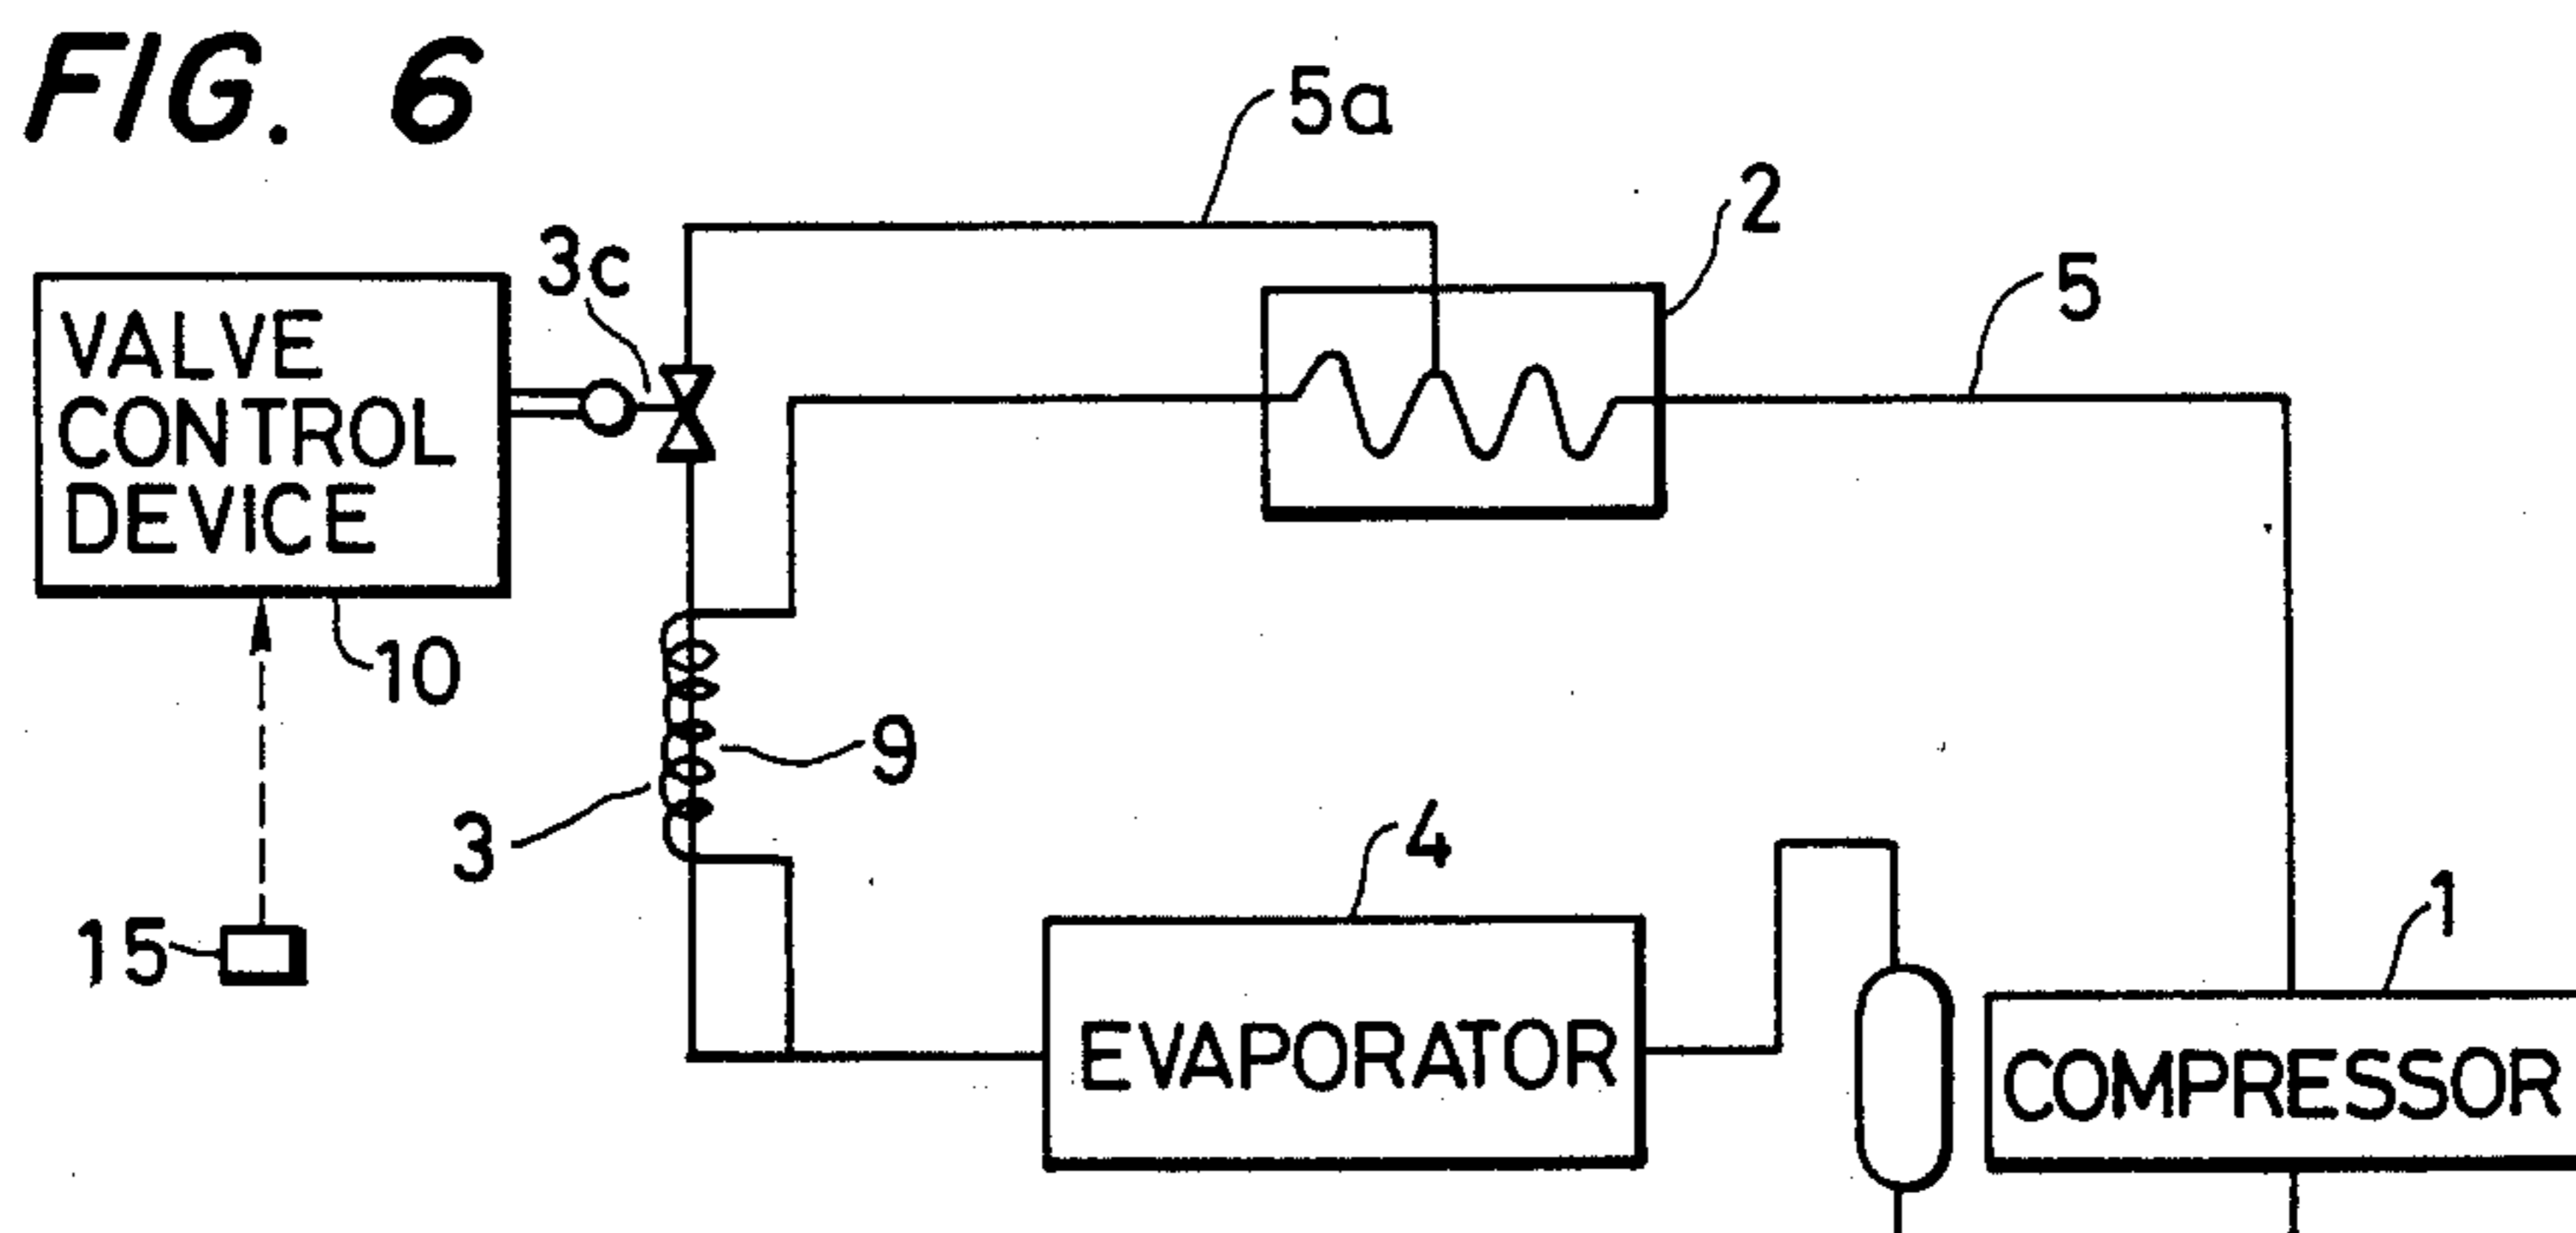 FIG. 6
5a
2
3c
5
VALVE
CONTROL
DEVICE
10
9
3
4
1
15
EVAPORATOR
COMPRESSOR